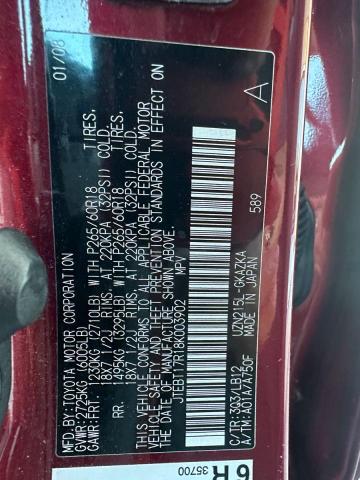 MFD.BY:TOYOTA MOTOR CORPORATION 01/08
GVWR:2725KG (6005LB)
GAWR:FRT. 1230KG (2710LB) WITH P265/60R18 TIRES,
18X7 1/2J RIMS, AT 220KPA (32PSI) COLD.
RR. 1495KG (3295LB) WITH P265/60R18 TIRES,
18X7 1/2J RIMS, AT 220KPA (32PSI) COLD.
THIS VEHICLE CONFORMS TO ALL APPLICABLE FEDERAL MOTOR
VEHICLE SAFETY AND THEFT PREVENTION STANDARDS IN EFFECT ON
THE DATE OF MANUFACTURE SHOWN ABOVE.
JTEBT17R18K003902 MPV
A
C/TR:3Q3/LB12 UZN215L-GKAZKA
A/TM:A01A/A750F MADE IN JAPAN
589
6R
35700